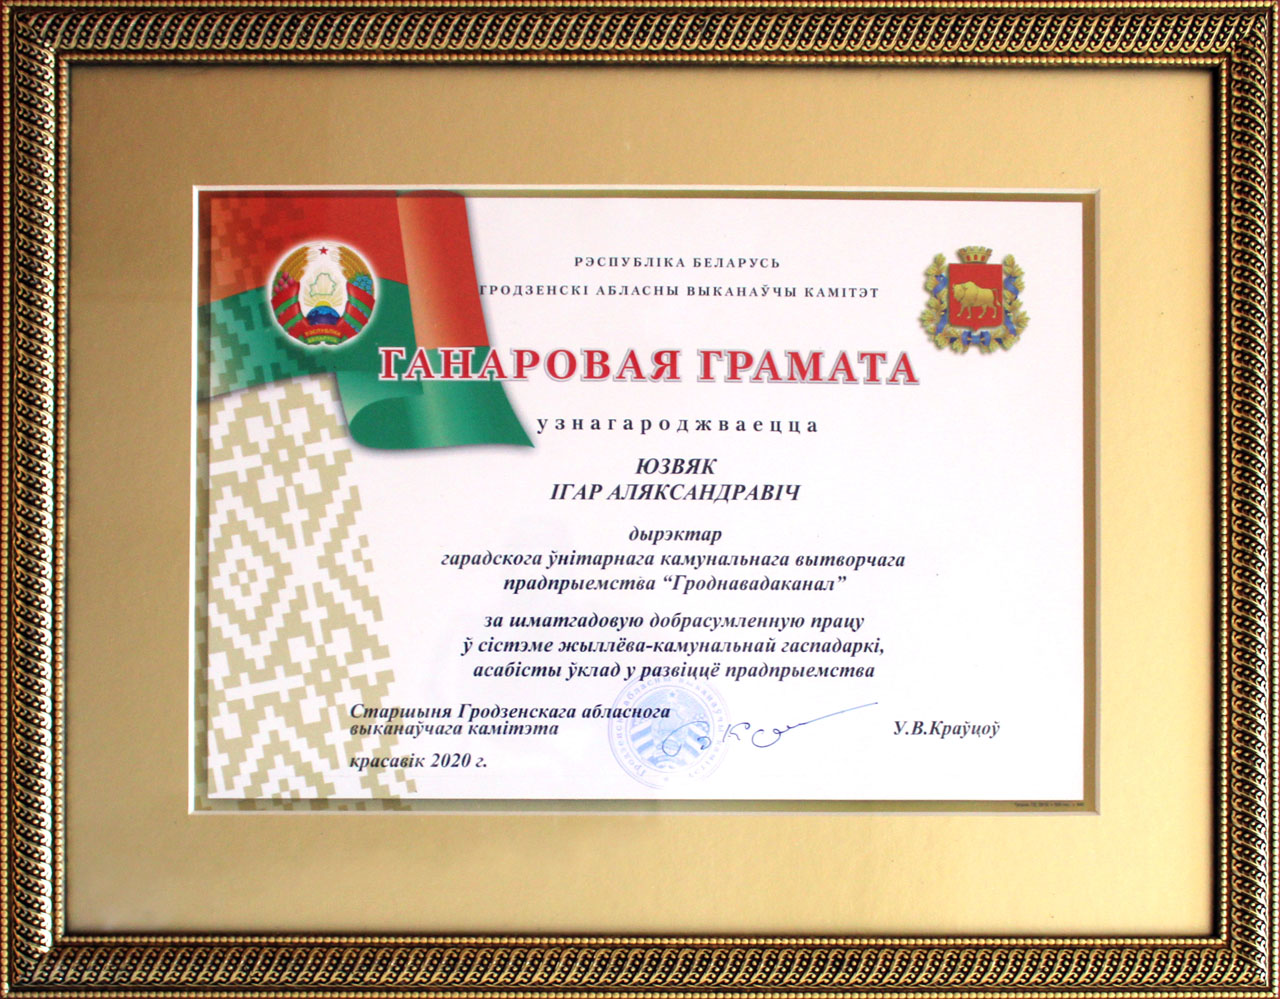 РЭСПУБЛІКА БЕЛАРУСЬ
ГРОДЗЕНСКІ АБЛАСНЫ ВЫКАНАЎЧЫ КАМІТЭТ
ГАНАРОВАЯ ГРАМАТА
узнагароджваецца
ЮЗВЯК
ІГАР АЛЯКСАНДРАВІЧ
дырэктар
гарадскога ўнітарнага камунальнага вытворчага
прадпрыемства “Гроднавадаканал”
за шматгадовую добрасумленную працу
ў сістэме жыллёва-камунальнай гаспадаркі,
асабісты ўклад у развіццё прадпрыемства
Старшыня Гродзенскага абласнога
выканаўчага камітэта
У.В.Краўцоў
красавік 2020 г.